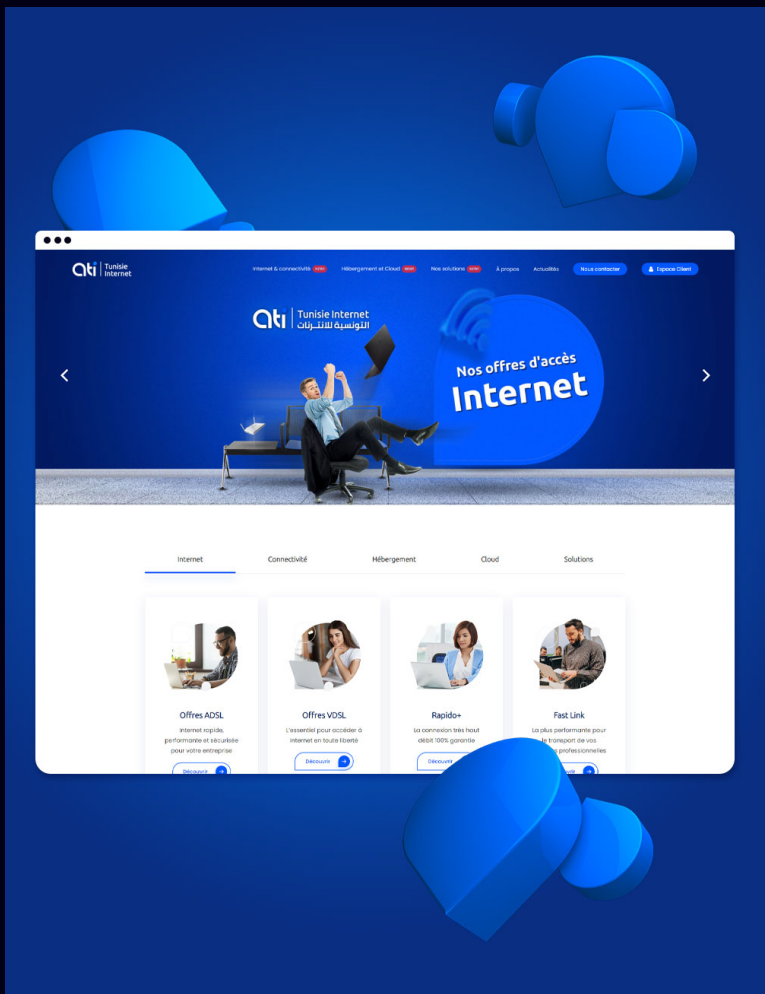 ati Tunisie
Internet
Internet & connectivité NEW! Hébergement et Cloud NEW! Nos solutions NEW! À propos Actualités Nous contacter Espace Client
ati Tunisie Internet
التونسية للانترنات
Nos offres d'accès
Internet
Internet Connectivité Hébergement Cloud Solutions
Offres ADSL
Internet rapide,
performante et sécurisée
pour votre entreprise
Découvrir
Offres VDSL
L'essentiel pour accéder à
Internet en toute liberté
Découvrir
Rapido+
La connexion très haut
débit 100% garantie
Découvrir
Fast Link
La plus performante pour
le transport de vos
professionnelles